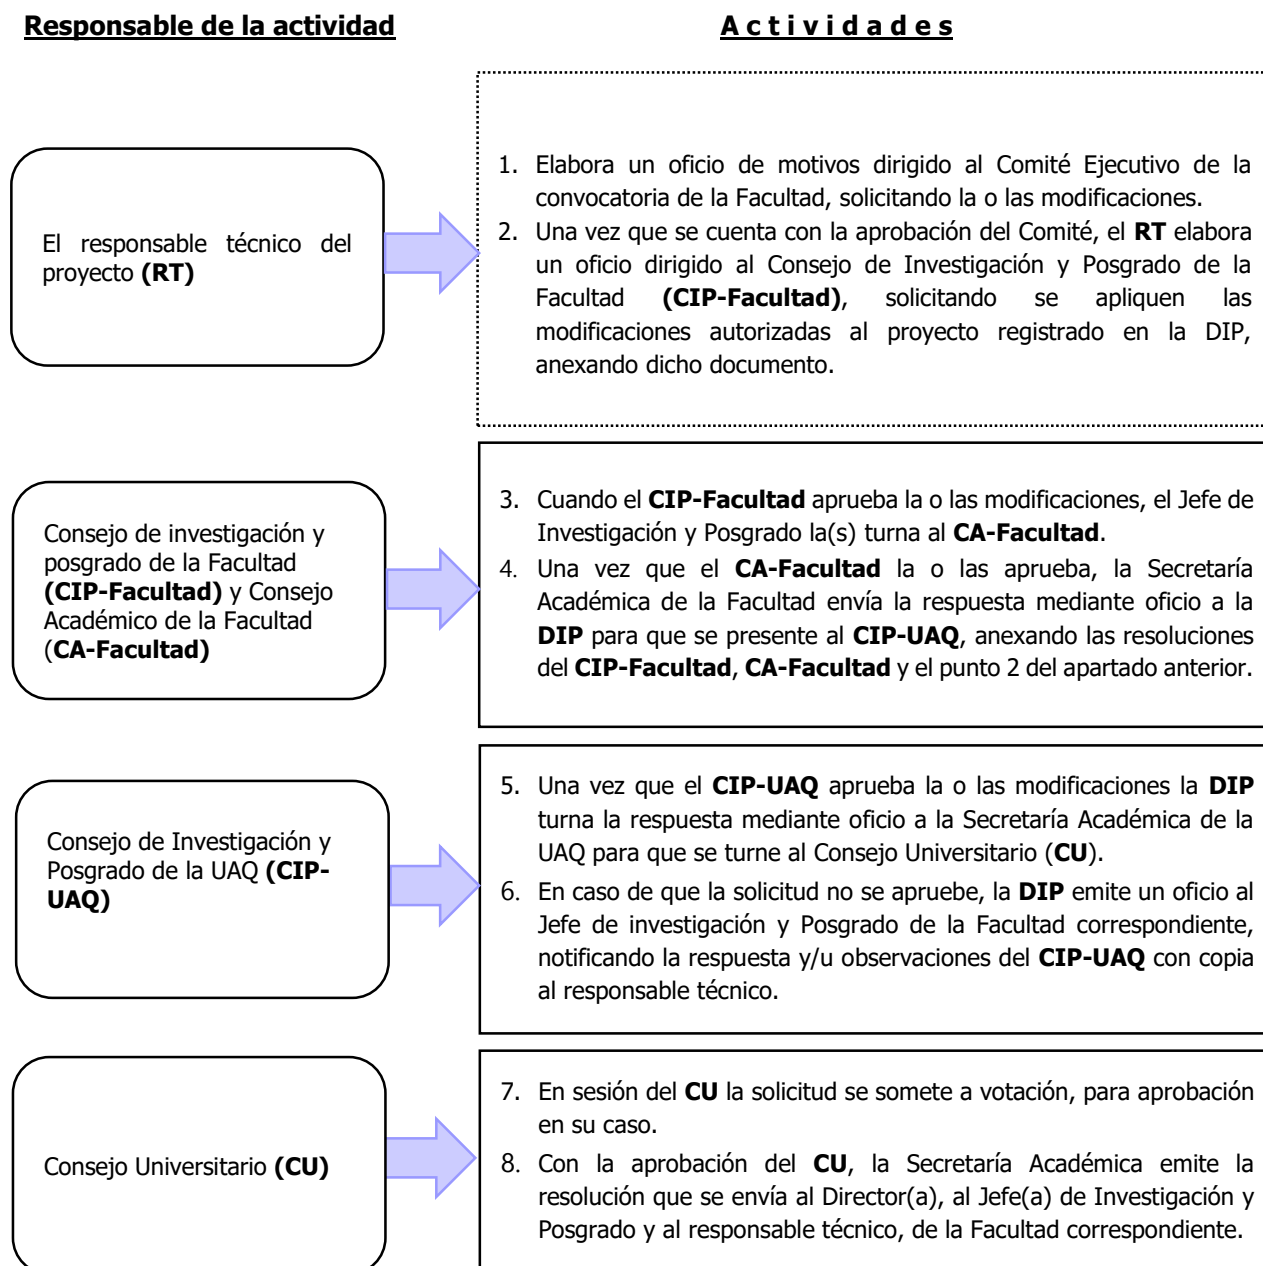 Responsable de la actividad
A c t i v i d a d e s
El responsable técnico del
proyecto (RT)
1. Elabora un oficio de motivos dirigido al Comité Ejecutivo de la
convocatoria de la Facultad, solicitando la o las modificaciones.
2. Una vez que se cuenta con la aprobación del Comité, el RT elabora
un oficio dirigido al Consejo de Investigación y Posgrado de la
Facultad (CIP-Facultad), solicitando se apliquen las
modificaciones autorizadas al proyecto registrado en la DIP,
anexando dicho documento.
Consejo de investigación y
posgrado de la Facultad
(CIP-Facultad) y Consejo
Académico de la Facultad
(CA-Facultad)
3. Cuando el CIP-Facultad aprueba la o las modificaciones, el Jefe de
Investigación y Posgrado la(s) turna al CA-Facultad.
4. Una vez que el CA-Facultad la o las aprueba, la Secretaría
Académica de la Facultad envía la respuesta mediante oficio a la
DIP para que se presente al CIP-UAQ, anexando las resoluciones
del CIP-Facultad, CA-Facultad y el punto 2 del apartado anterior.
Consejo de Investigación y
Posgrado de la UAQ (CIP-
UAQ)
5. Una vez que el CIP-UAQ aprueba la o las modificaciones la DIP
turna la respuesta mediante oficio a la Secretaría Académica de la
UAQ para que se turne al Consejo Universitario (CU).
6. En caso de que la solicitud no se apruebe, la DIP emite un oficio al
Jefe de investigación y Posgrado de la Facultad correspondiente,
notificando la respuesta y/u observaciones del CIP-UAQ con copia
al responsable técnico.
Consejo Universitario (CU)
7. En sesión del CU la solicitud se somete a votación, para aprobación
en su caso.
8. Con la aprobación del CU, la Secretaría Académica emite la
resolución que se envía al Director(a), al Jefe(a) de Investigación y
Posgrado y al responsable técnico, de la Facultad correspondiente.